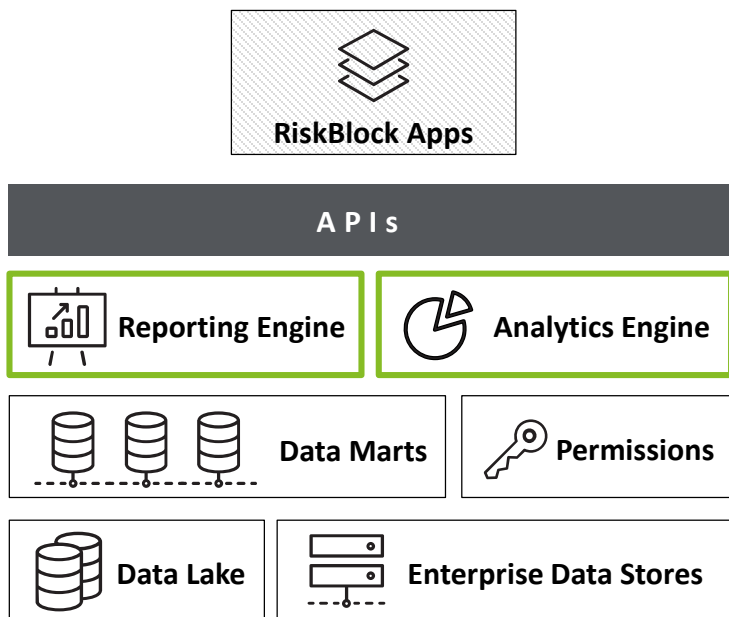 RiskBlock Apps
APIs
Reporting Engine
Analytics Engine
Data Marts
Permissions
Data Lake
Enterprise Data Stores